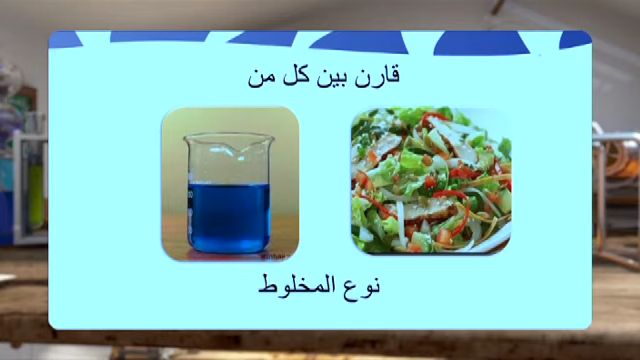 قارن بين كل من
نوع المخلوط